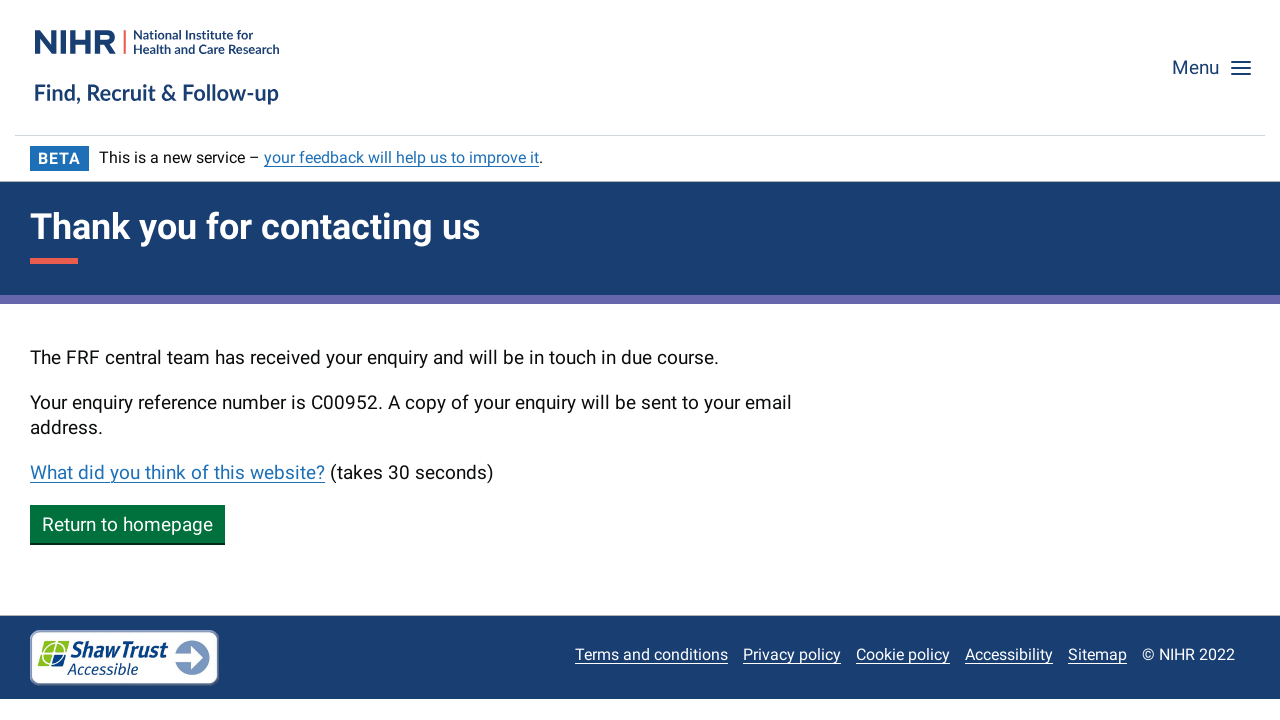 NIHR | National Institute for
Health and Care Research
Find, Recruit & Follow-up
Menu
BETA This is a new service – your feedback will help us to improve it.
Thank you for contacting us
The FRF central team has received your enquiry and will be in touch in due course.
Your enquiry reference number is C00952. A copy of your enquiry will be sent to your email
address.
What did you think of this website? (takes 30 seconds)
Return to homepage
ShawTrust
Accessible
Terms and conditions Privacy policy Cookie policy Accessibility Sitemap © NIHR 2022